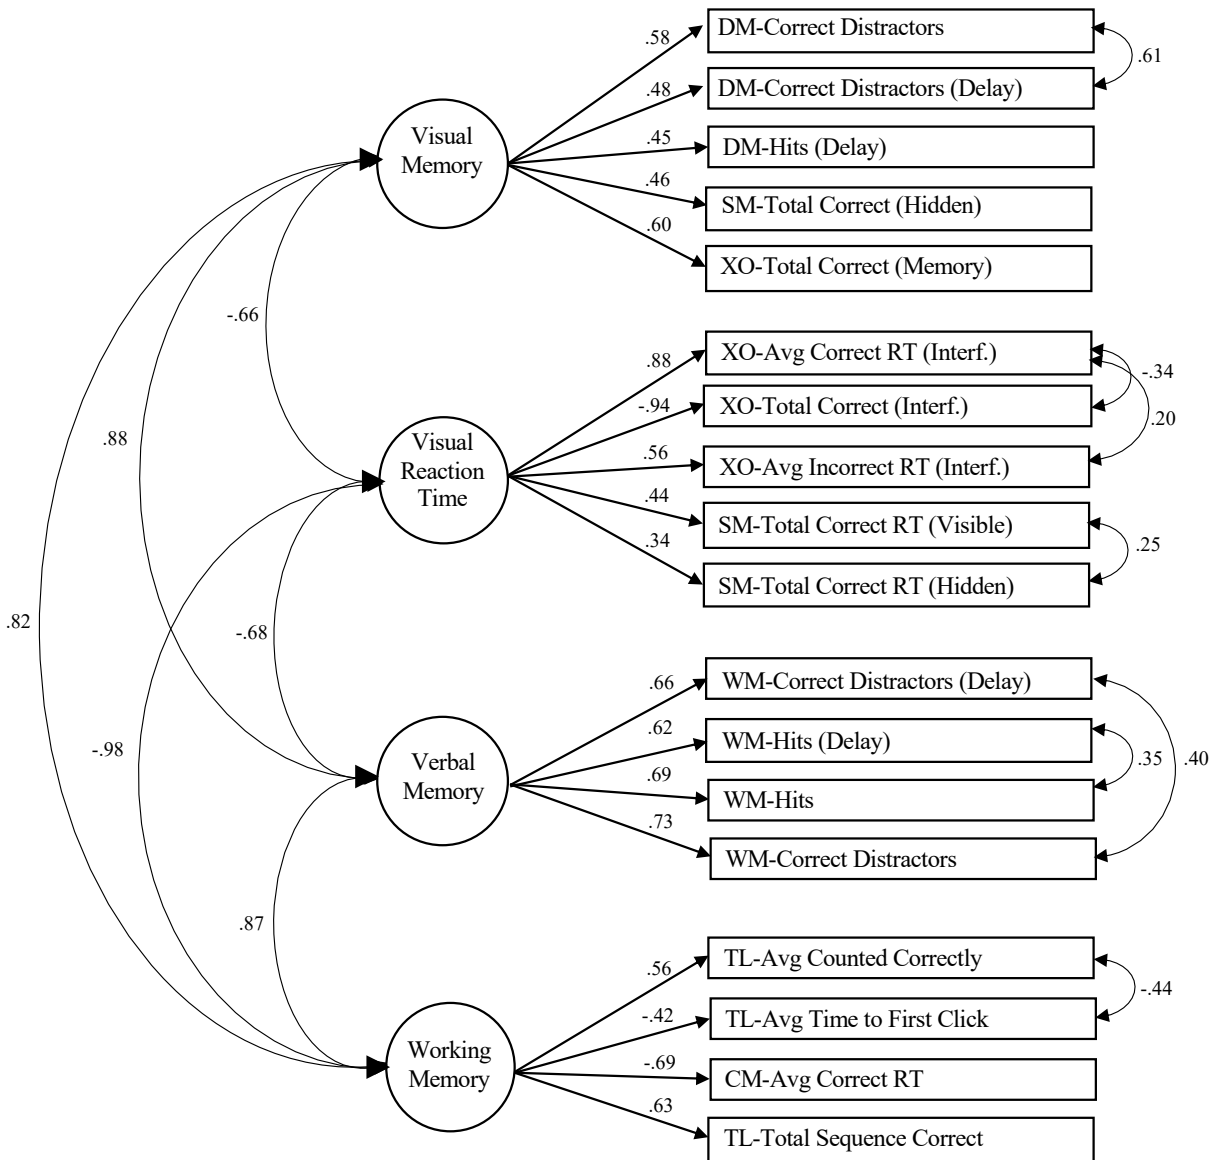 .58
DM-Correct Distractors
.61
.48
DM-Correct Distractors (Delay)
Visual
Memory
.45
DM-Hits (Delay)
.46
SM-Total Correct (Hidden)
.60
XO-Total Correct (Memory)
-.66
.88
XO-Avg Correct RT (Interf.)
-.34
-.94
XO-Total Correct (Interf.)
.20
.88
Visual
Reaction
Time
.56
XO-Avg Incorrect RT (Interf.)
.44
SM-Total Correct RT (Visible)
.25
.34
SM-Total Correct RT (Hidden)
.82
-.68
.66
WM-Correct Distractors (Delay)
-.98
.62
WM-Hits (Delay)
.35
.40
Verbal
Memory
.69
WM-Hits
.73
WM-Correct Distractors
.87
.56
TL-Avg Counted Correctly
-.44
-.42
TL-Avg Time to First Click
Working
Memory
-.69
CM-Avg Correct RT
.63
TL-Total Sequence Correct